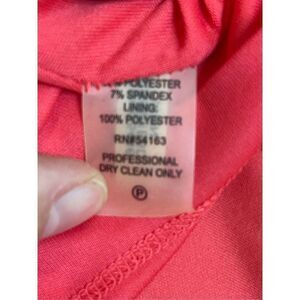 POLYESTER
7% SPANDEX
LINING:
100% POLYESTER
RN#54163
PROFESSIONAL
DRY CLEAN ONLY
P